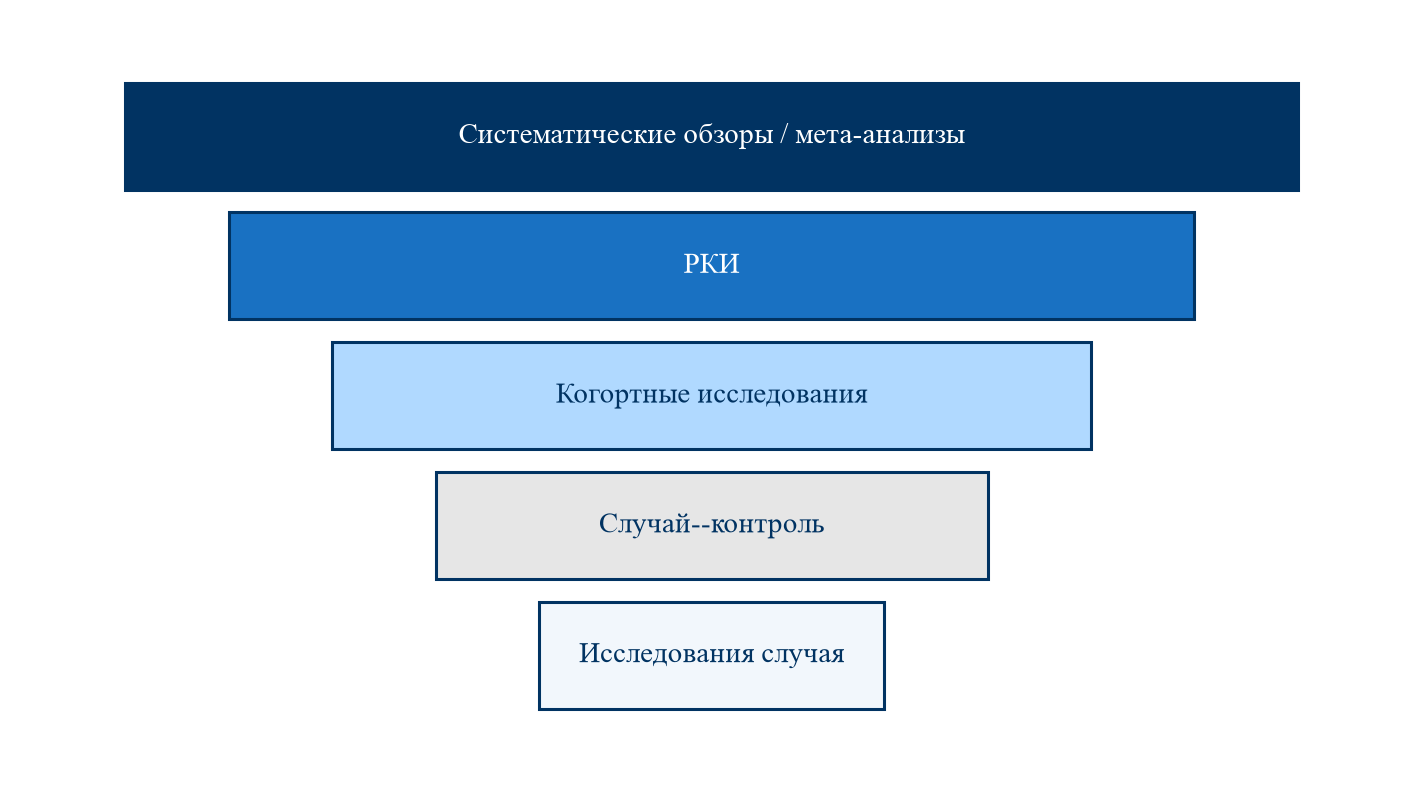 Систематические обзоры / мета-анализы
РКИ
Когортные исследования
Случай--контроль
Исследования случая